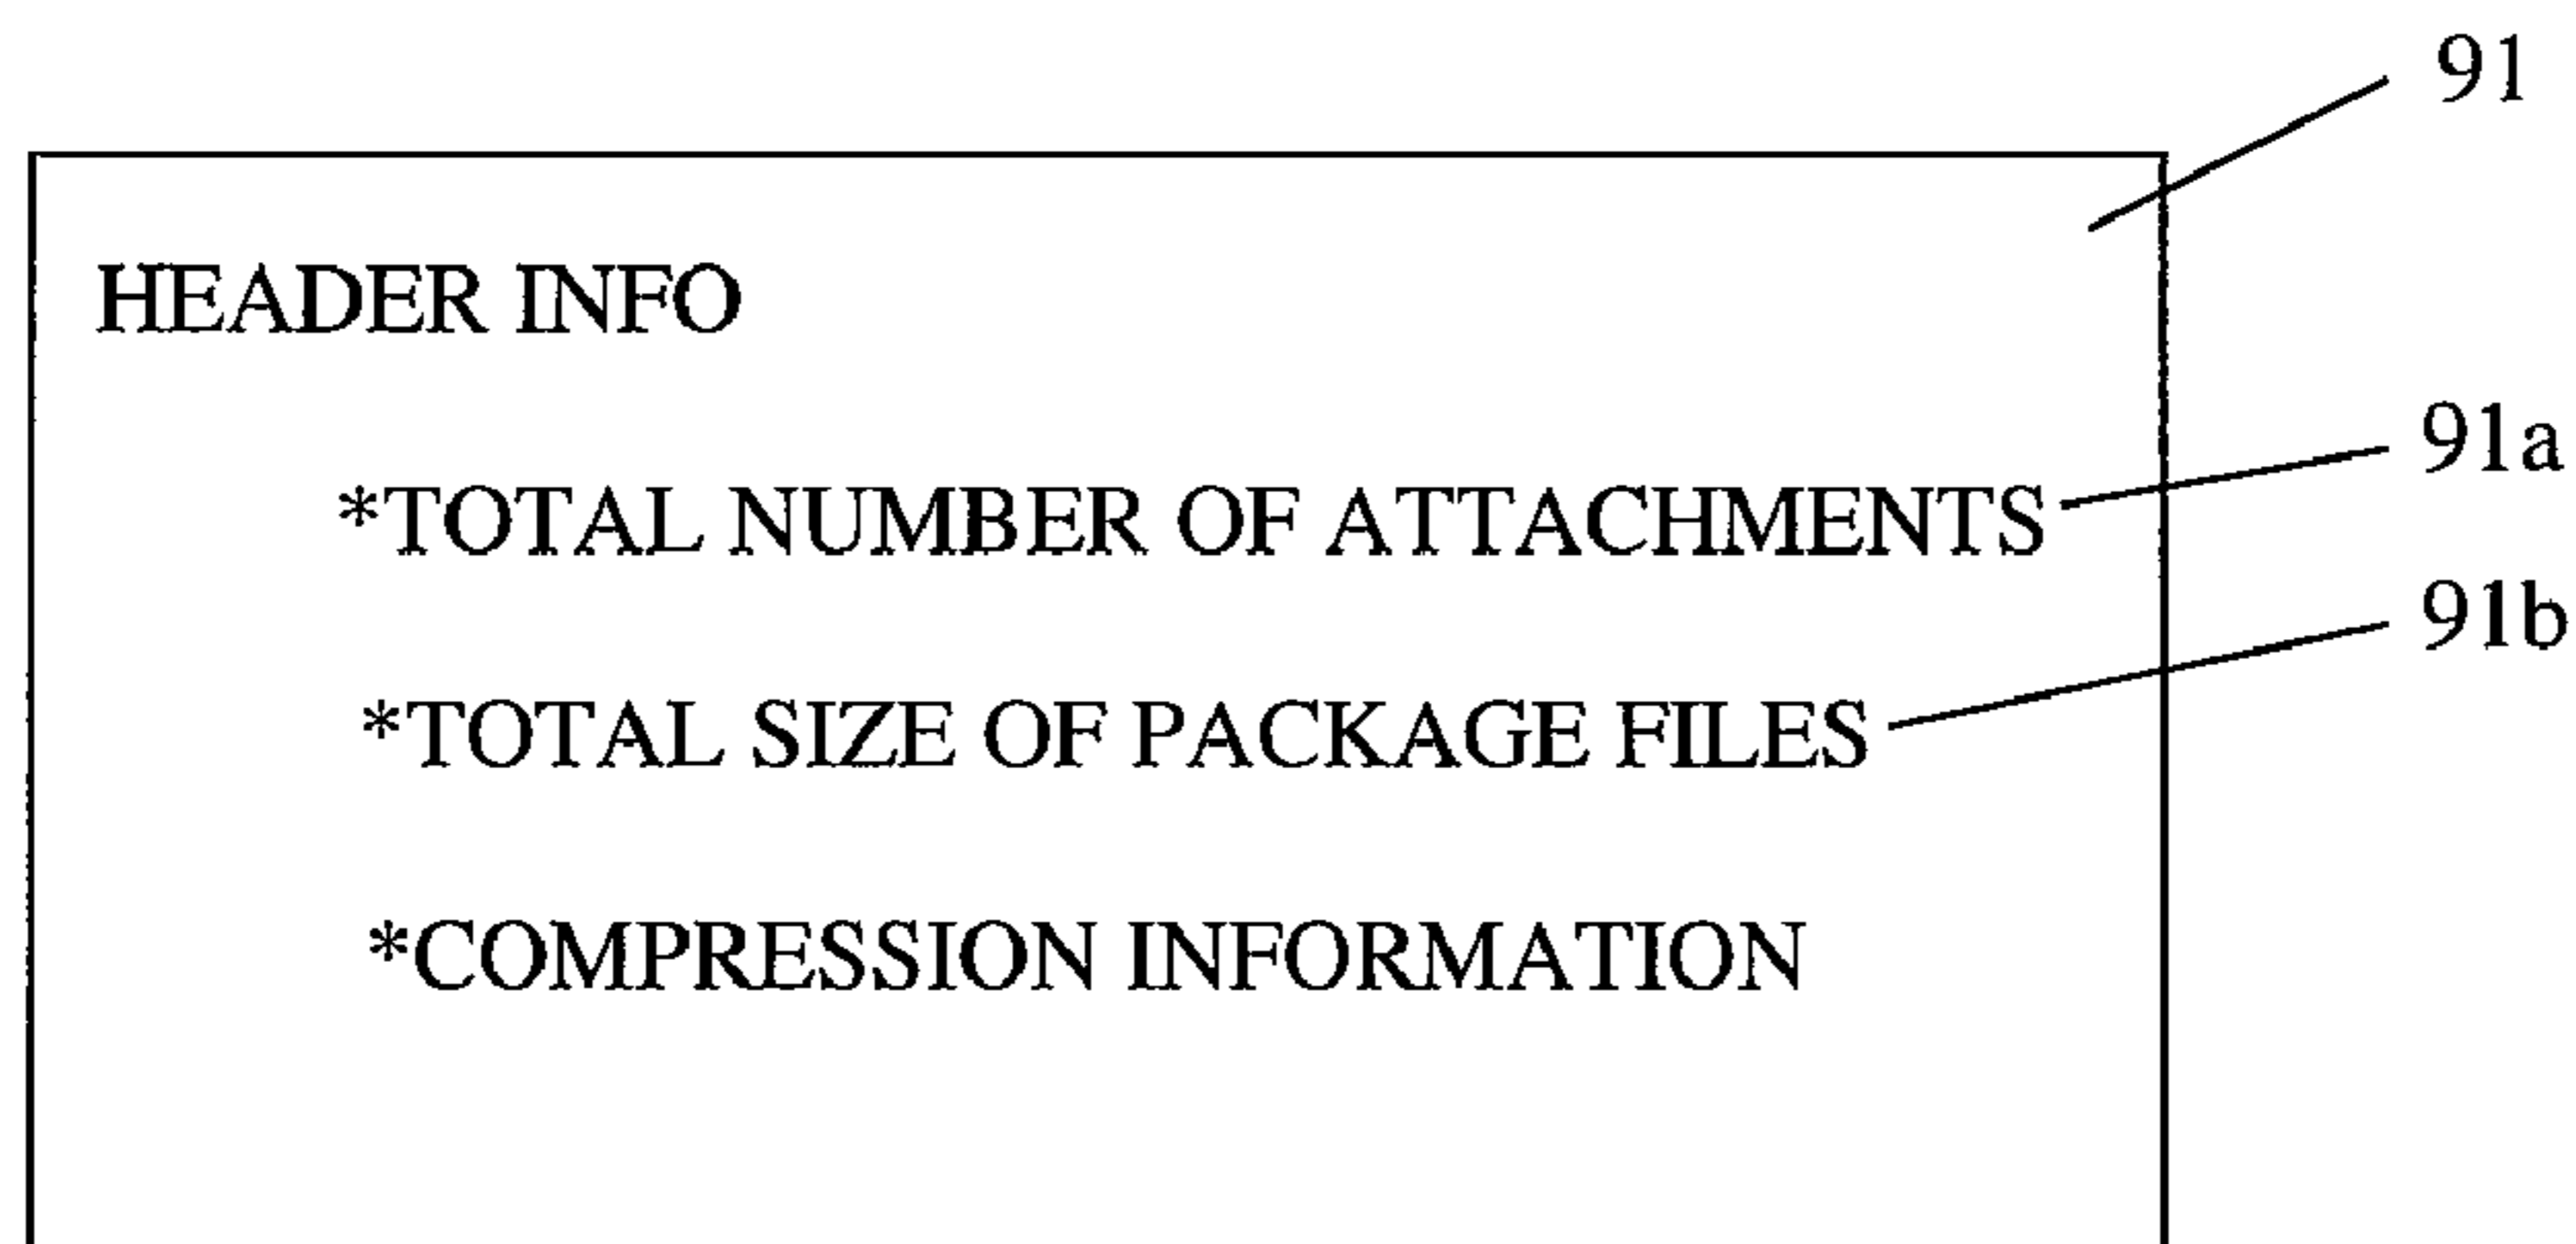 91
HEADER INFO
*TOTAL NUMBER OF ATTACHMENTS 91a
*TOTAL SIZE OF PACKAGE FILES 91b
*COMPRESSION INFORMATION